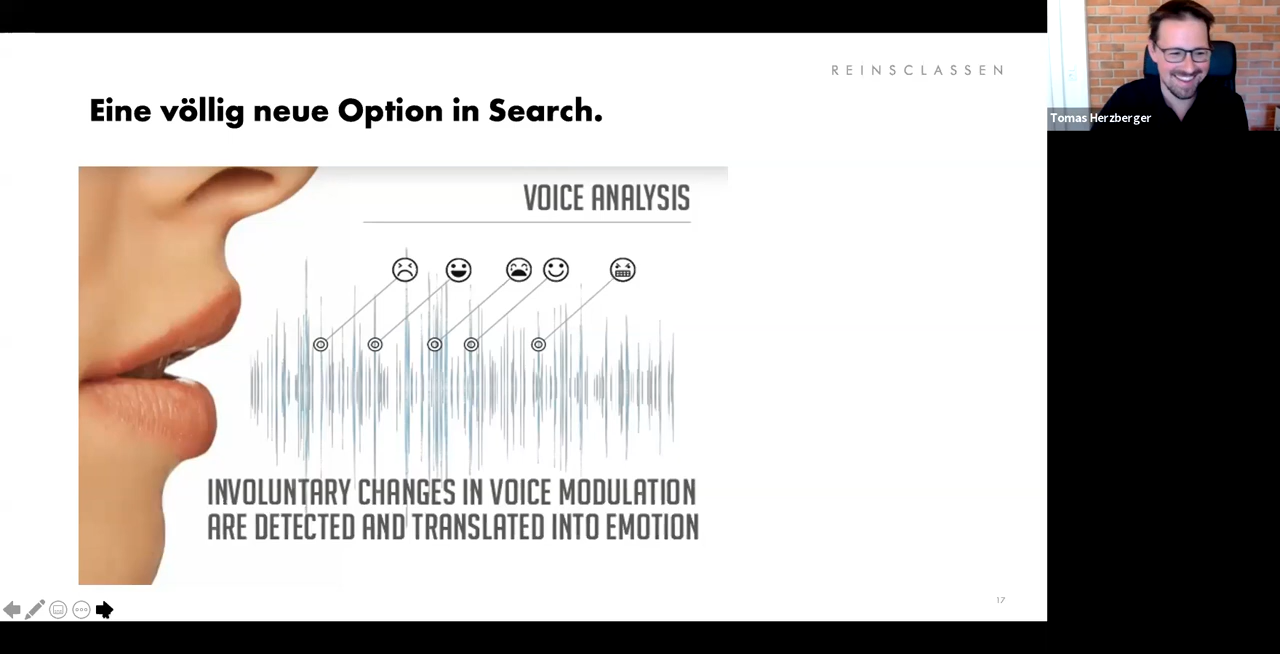 REINSCLASSEN
Eine völlig neue Option in Search.
VOICE ANALYSIS
INVOLUNTARY CHANGES IN VOICE MODULATION
ARE DETECTED AND TRANSLATED INTO EMOTION
17
Tomas Herzberger